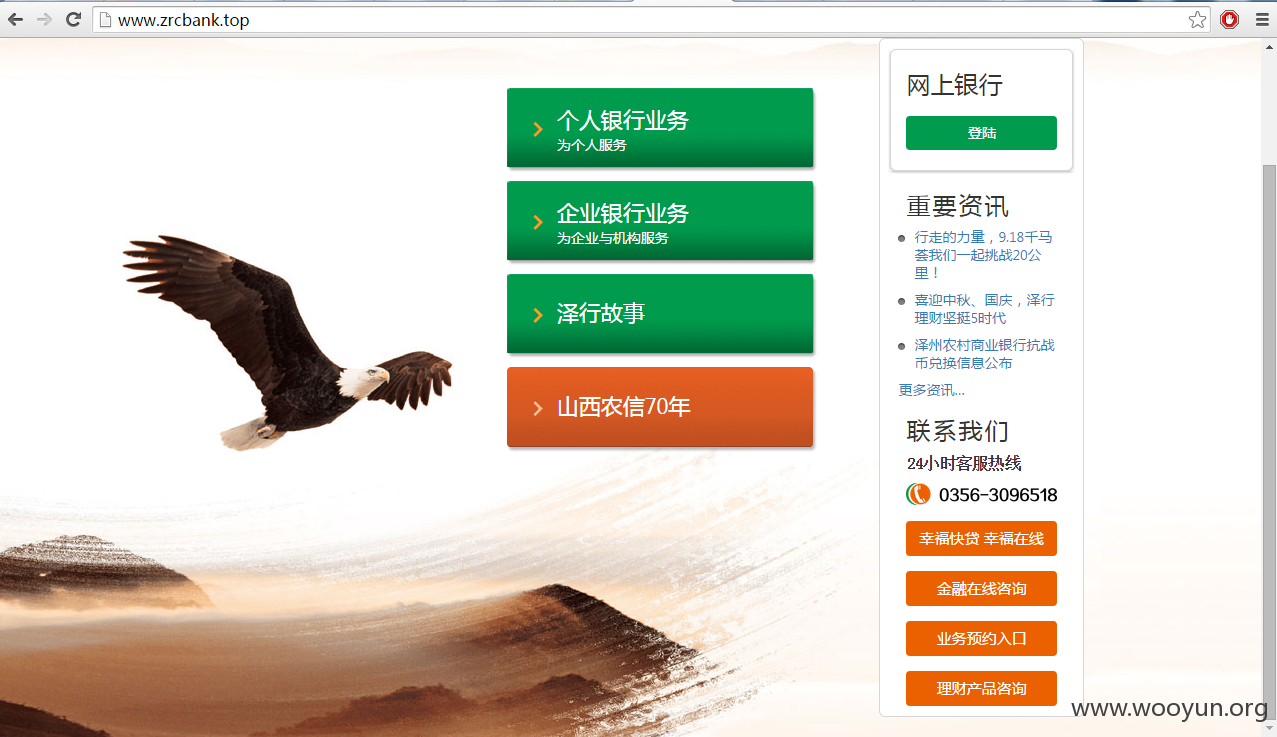 www.zrcbank.top
个人银行业务
为个人服务
企业银行业务
为企业与机构服务
泽行故事
山西农信70年
网上银行
登陆
重要资讯
行走的力量，9.18千马
荟我们一起挑战20公
里！
喜迎中秋、国庆，泽行
理财坚挺5时代
泽州农村商业银行抗战
币兑换信息公布
更多资讯...
联系我们
24小时客服热线
0356-3096518
幸福快贷 幸福在线
金融在线咨询
业务预约入口
理财产品咨询
www.wooyun.org